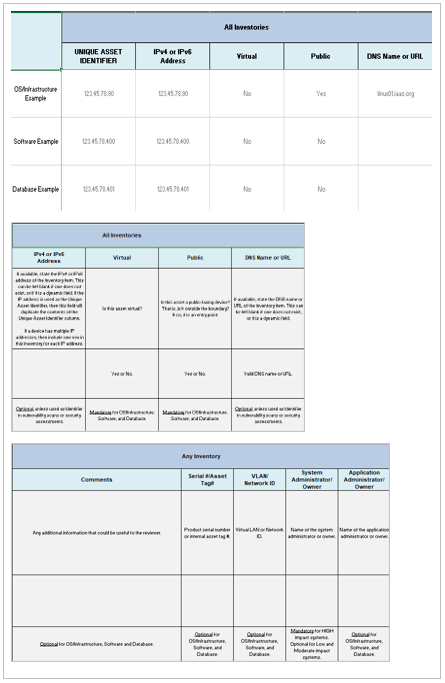 All Inventories
UNIQUE ASSET IDENTIFIER
IPv4 or IPv6 Address
Virtual
Public
DNS Name or URL
OS/Infrastructure Example
123.45.78.90
123.45.78.90
No
Yes
linux01.iaaz.org
Software Example
123.45.78.400
123.45.78.400
No
No
Database Example
123.45.78.401
123.45.78.401
No
No
All Inventories
IPv4 or IPv6
Address
Virtual
Public
DNS Name or URL
If available, state the IPv4 or IPv6
address of the inventory item. This
can be left blank if one does not
exist, or if it is a dynamic field. If the
IP address is used as the Unique
Asset Identifier, then this field will
duplicate the contents of the
Unique Asset Identifier column.
If a device has multiple IP
addresses, then include one row in
this inventory for each IP address.
Is this asset virtual?
Is this asset a public facing device?
That is, is it outside the boundary?
If so, it is an entry point.
If available, state the DNS name or
URL of the inventory item. This can
be left blank if one does not exist,
or it is a dynamic field.
Yes or No.
Yes or No.
Valid DNS name or URL.
Optional unless used as identifier
in vulnerability scans or security
assessments.
Mandatory for OS/Infrastructure,
Software, and Database.
Mandatory for OS/Infrastructure,
Software, and Database.
Optional unless used as identifier
in vulnerability scans or security
assessments.
Any Inventory
Comments
Serial #/Asset
Tag#
VLAN/
Network ID
System
Administrator/
Owner
Application
Administrator/
Owner
Any additional information that could be useful to the reviewer.
Product serial number
or internal asset tag #.
Virtual LAN or Network
ID.
Name of the system
administrator or owner.
Name of the application
administrator or owner.
Optional for OS/Infrastructure, Software and Database.
Optional for
OS/Infrastructure,
Software, and
Database.
Optional for
OS/Infrastructure,
Software, and
Database.
Mandatory for HIGH
impact systems.
Optional for Low and
Moderate impact
systems.
Optional for
OS/Infrastructure,
Software, and
Database.